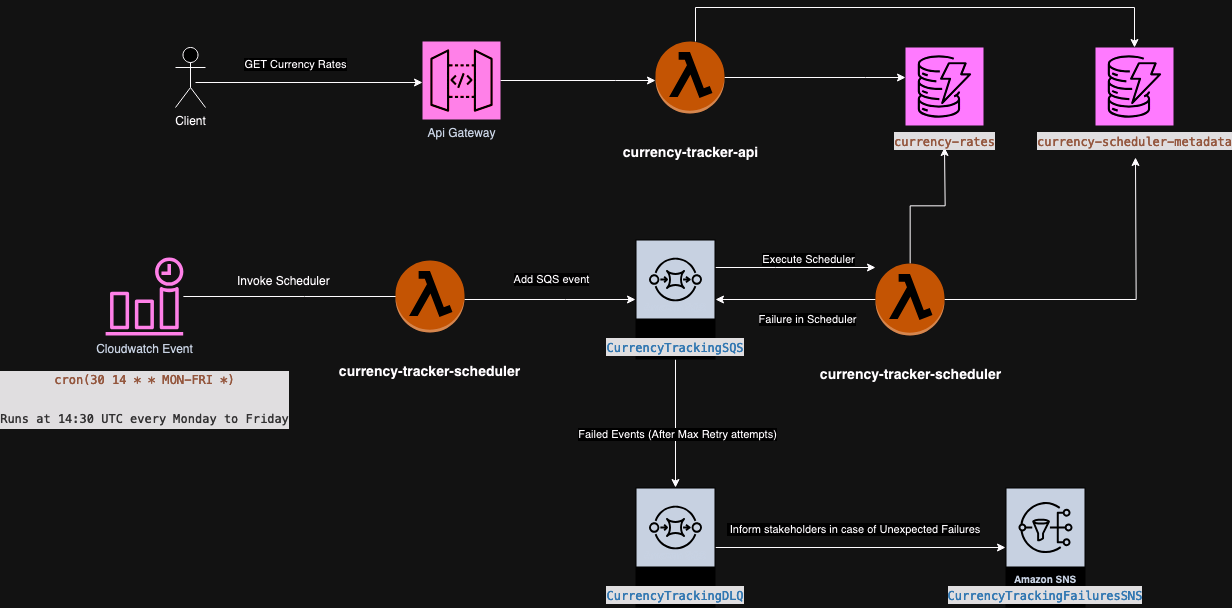 GET Currency Rates
Client
Api Gateway
currency-tracker-api
currency-rates
currency-scheduler-metadata
Invoke Scheduler
Add SQS event
Execute Scheduler
Failure in Scheduler
Cloudwatch Event
CurrencyTrackingSQS
currency-tracker-scheduler
currency-tracker-scheduler
cron(30 14 * * MON-FRI *)
Runs at 14:30 UTC every Monday to Friday
Failed Events (After Max Retry attempts)
Inform stakeholders in case of Unexpected Failures
Amazon SNS
CurrencyTrackingDLQ
CurrencyTrackingFailuresSNS